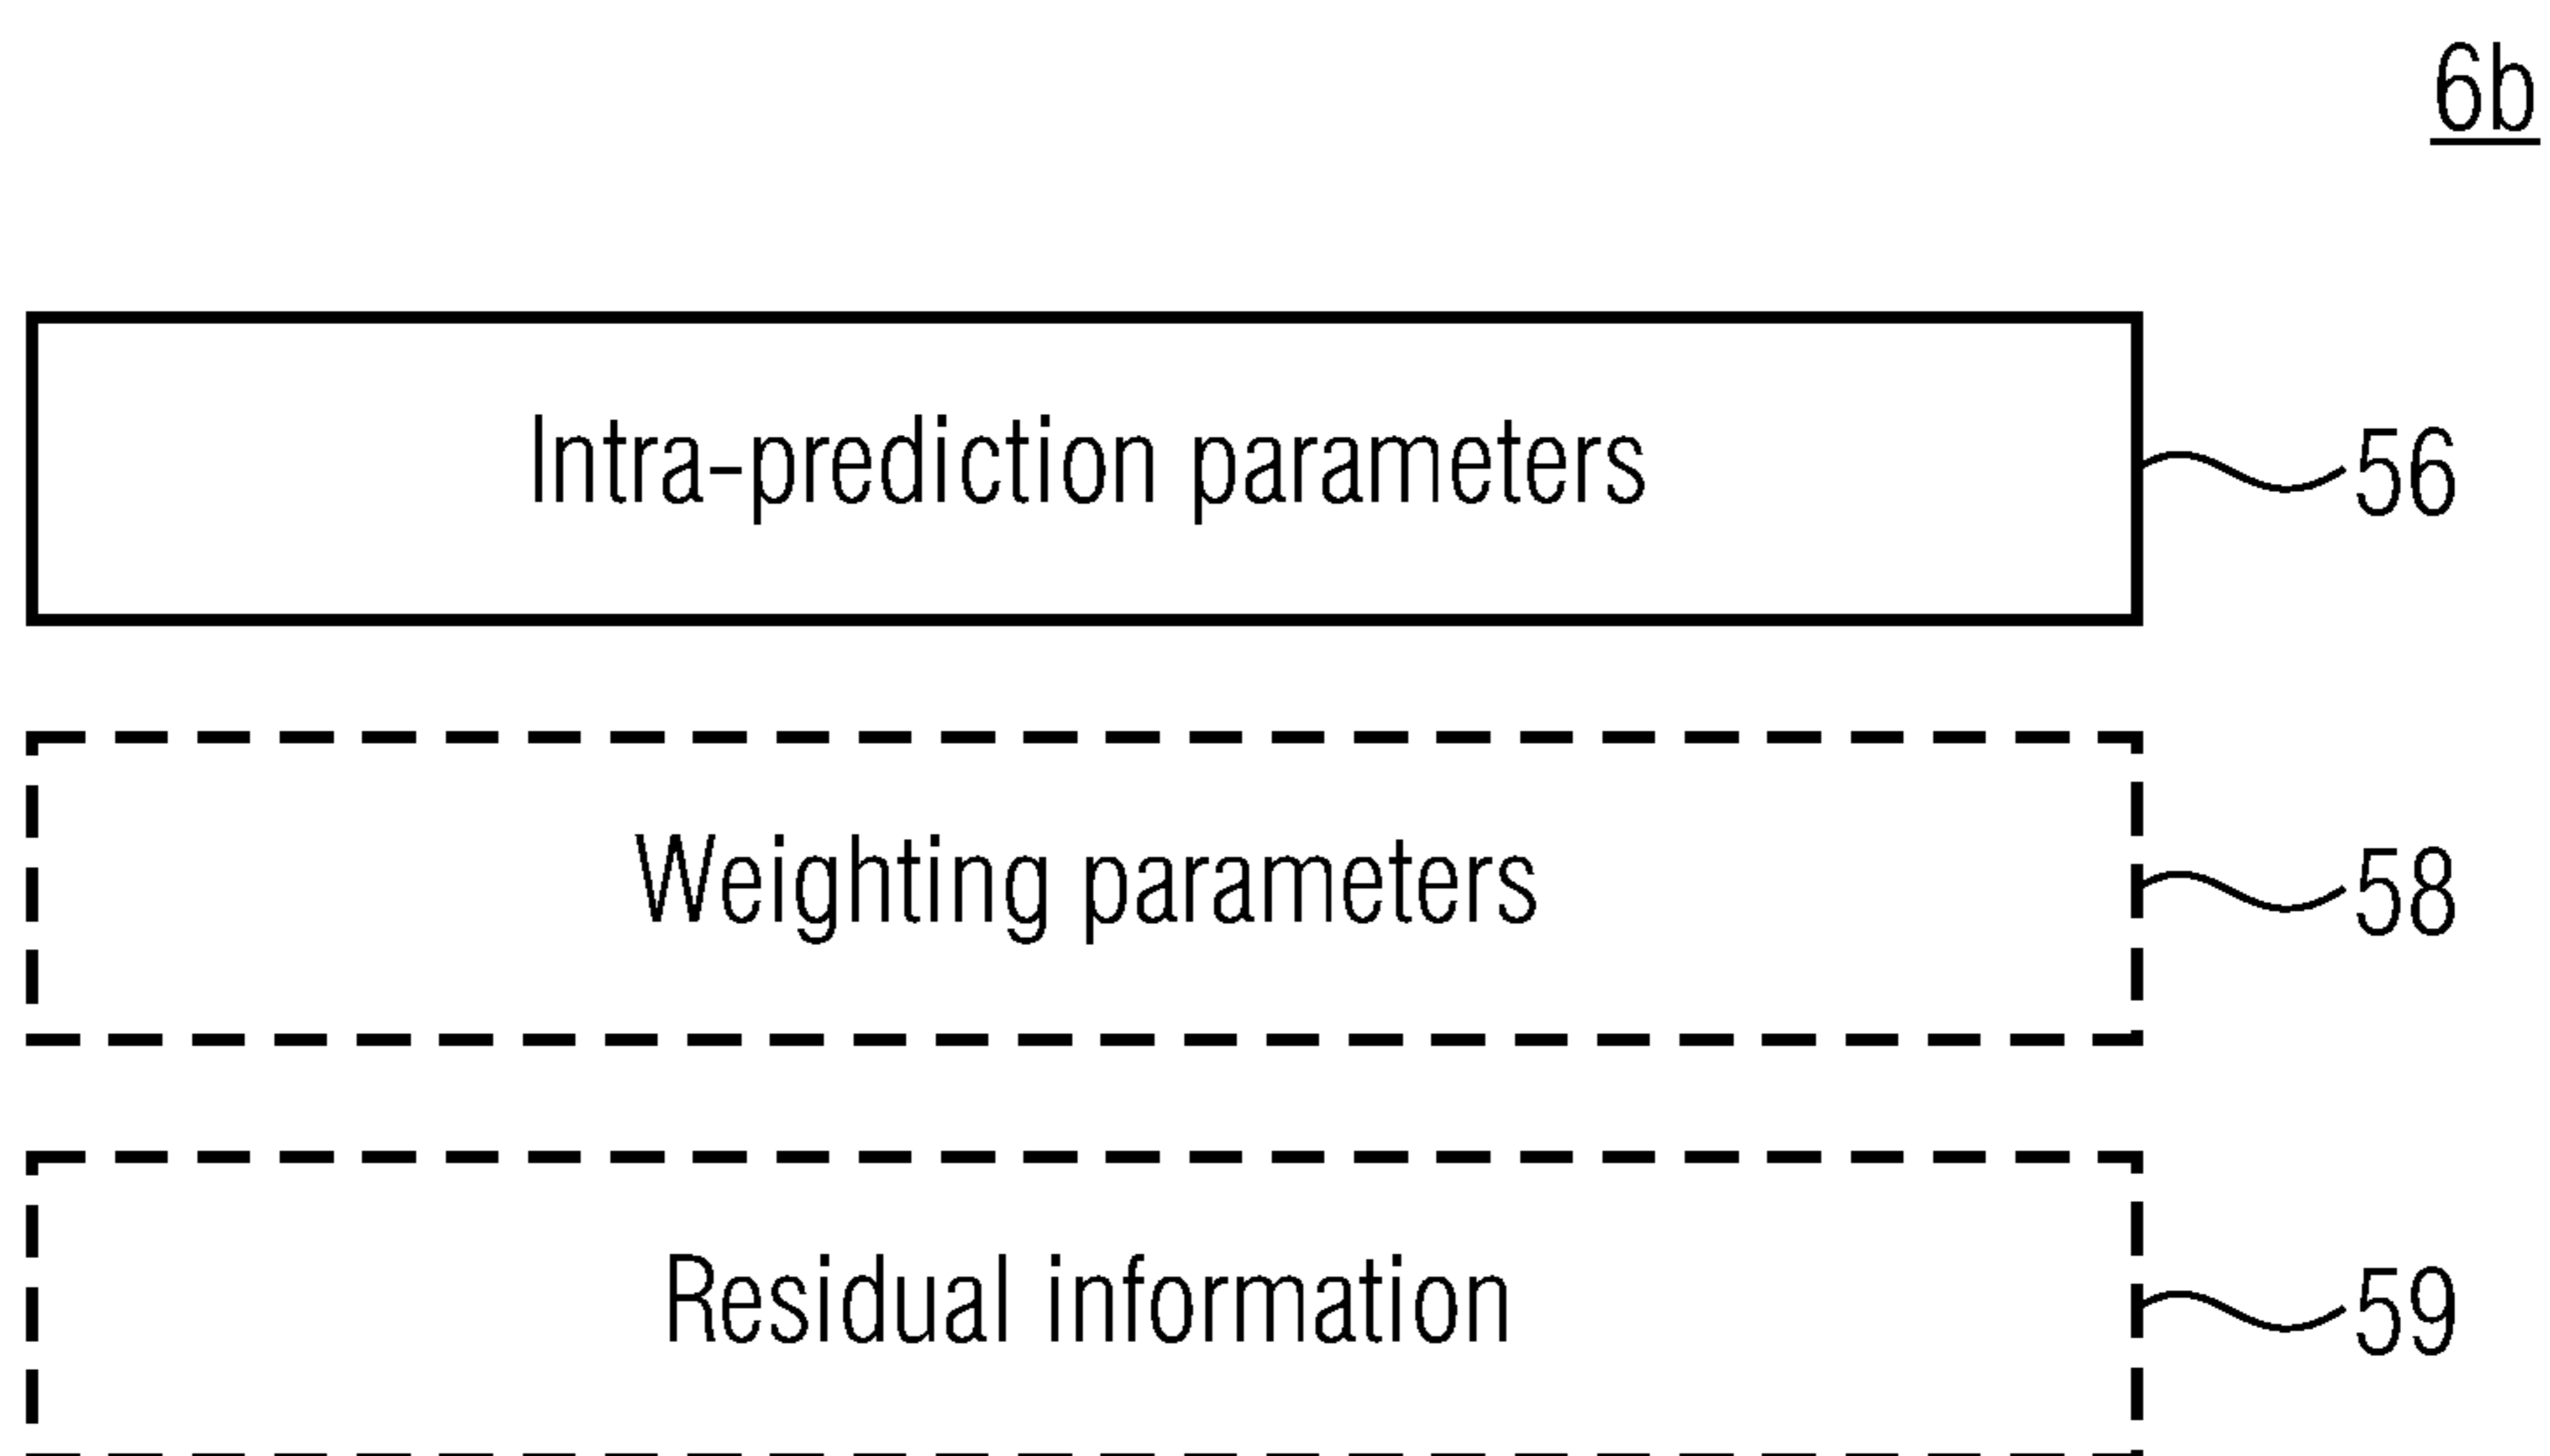 6b
Intra-prediction parameters
56
Weighting parameters
58
Residual information
59